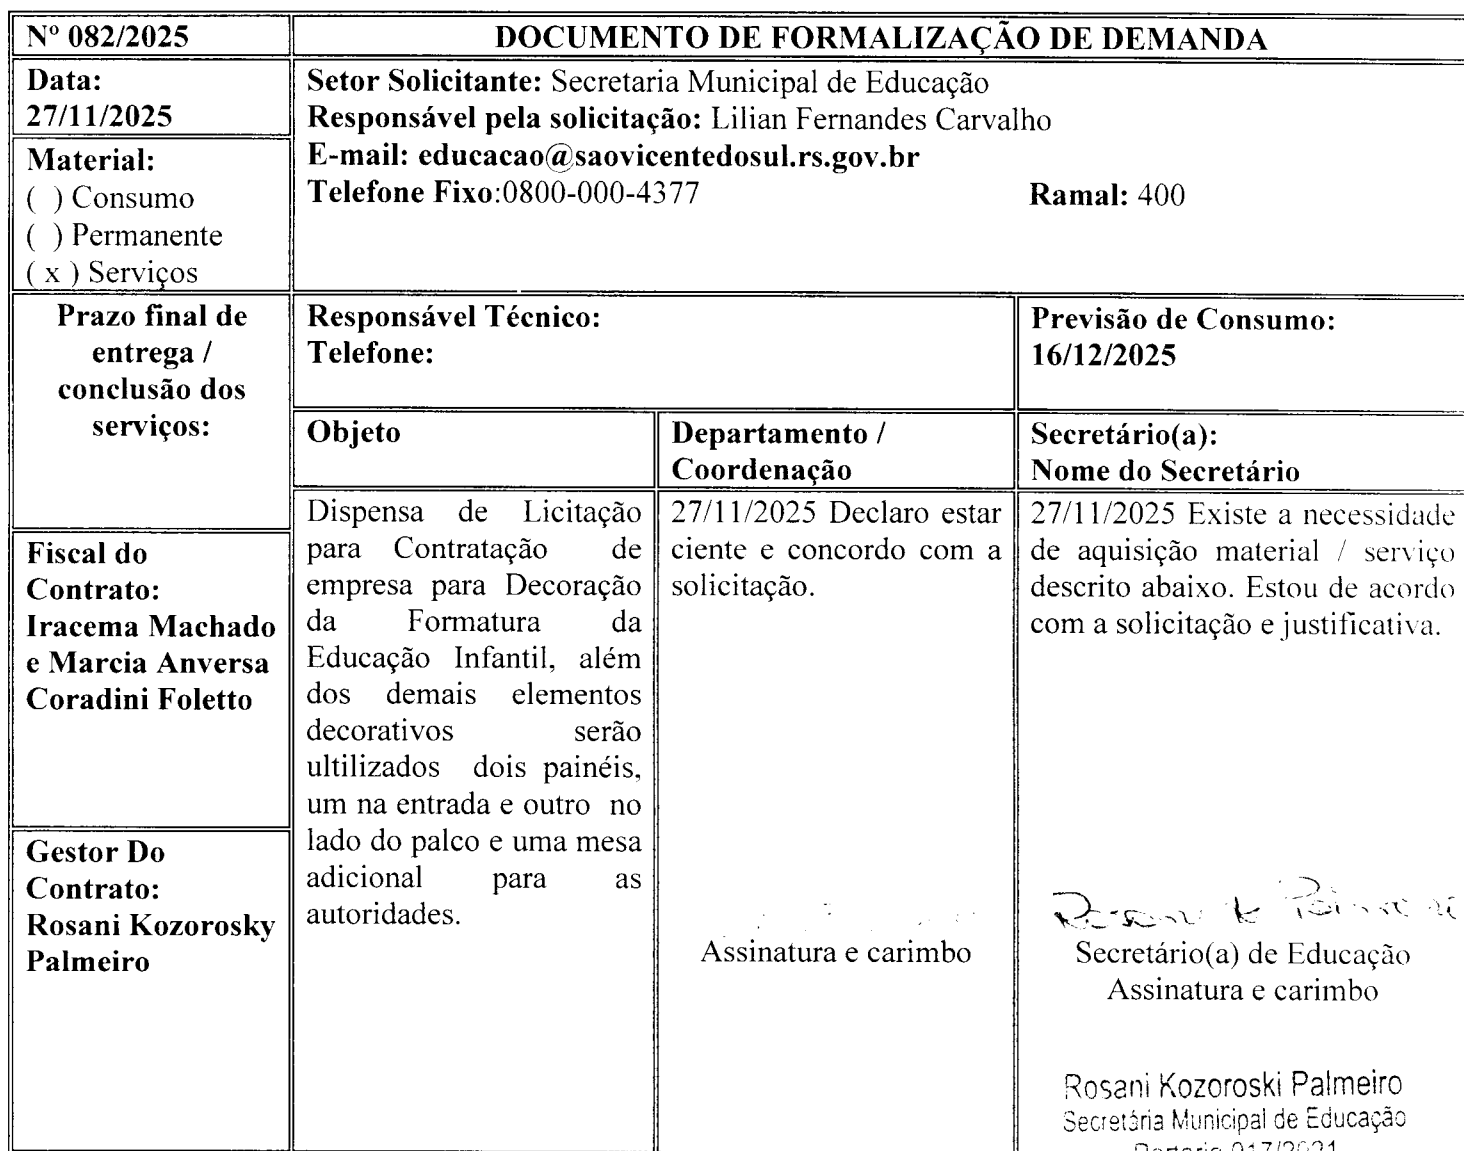 Nº 082/2025
DOCUMENTO DE FORMALIZAÇÃO DE DEMANDA
Data:
27/11/2025
Material:
( ) Consumo
( ) Permanente
( x ) Serviços
Setor Solicitante: Secretaria Municipal de Educação
Responsável pela solicitação: Lilian Fernandes Carvalho
E-mail: educacao@saovicentedosul.rs.gov.br
Telefone Fixo:0800-000-4377 Ramal: 400
Prazo final de
entrega /
conclusão dos
serviços:
Responsável Técnico:
Telefone:
Previsão de Consumo:
16/12/2025
Fiscal do
Contrato:
Iracema Machado
e Marcia Anversa
Coradini Foletto
Gestor Do
Contrato:
Rosani Kozorosky
Palmeiro
Objeto
Dispensa de Licitação
para Contratação de
empresa para Decoração
da Formatura da
Educação Infantil, além
dos demais elementos
decorativos serão
ultilizados dois painéis,
um na entrada e outro no
lado do palco e uma mesa
adicional para as
autoridades.
Departamento /
Coordenação
27/11/2025 Declaro estar
ciente e concordo com a
solicitação.
Assinatura e carimbo
Secretário(a):
Nome do Secretário
27/11/2025 Existe a necessidade
de aquisição material / serviço
descrito abaixo. Estou de acordo
com a solicitação e justificativa.
Secretário(a) de Educação
Assinatura e carimbo
Rosani Kozoroski Palmeiro
Secretária Municipal de Educação